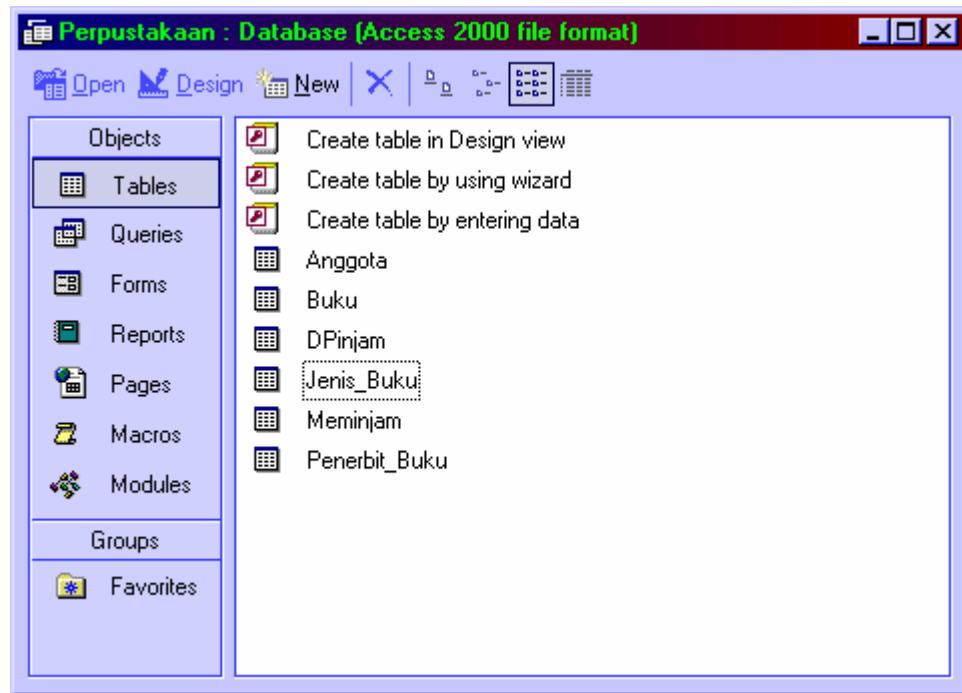 Perpustakaan : Database (Access 2000 file format)
Open Design New
Objects
Tables
Queries
Forms
Reports
Pages
Macros
Modules
Groups
Favorites
Create table in Design view
Create table by using wizard
Create table by entering data
Anggota
Buku
DPinjam
Jenis_Buku
Meminjam
Penerbit_Buku